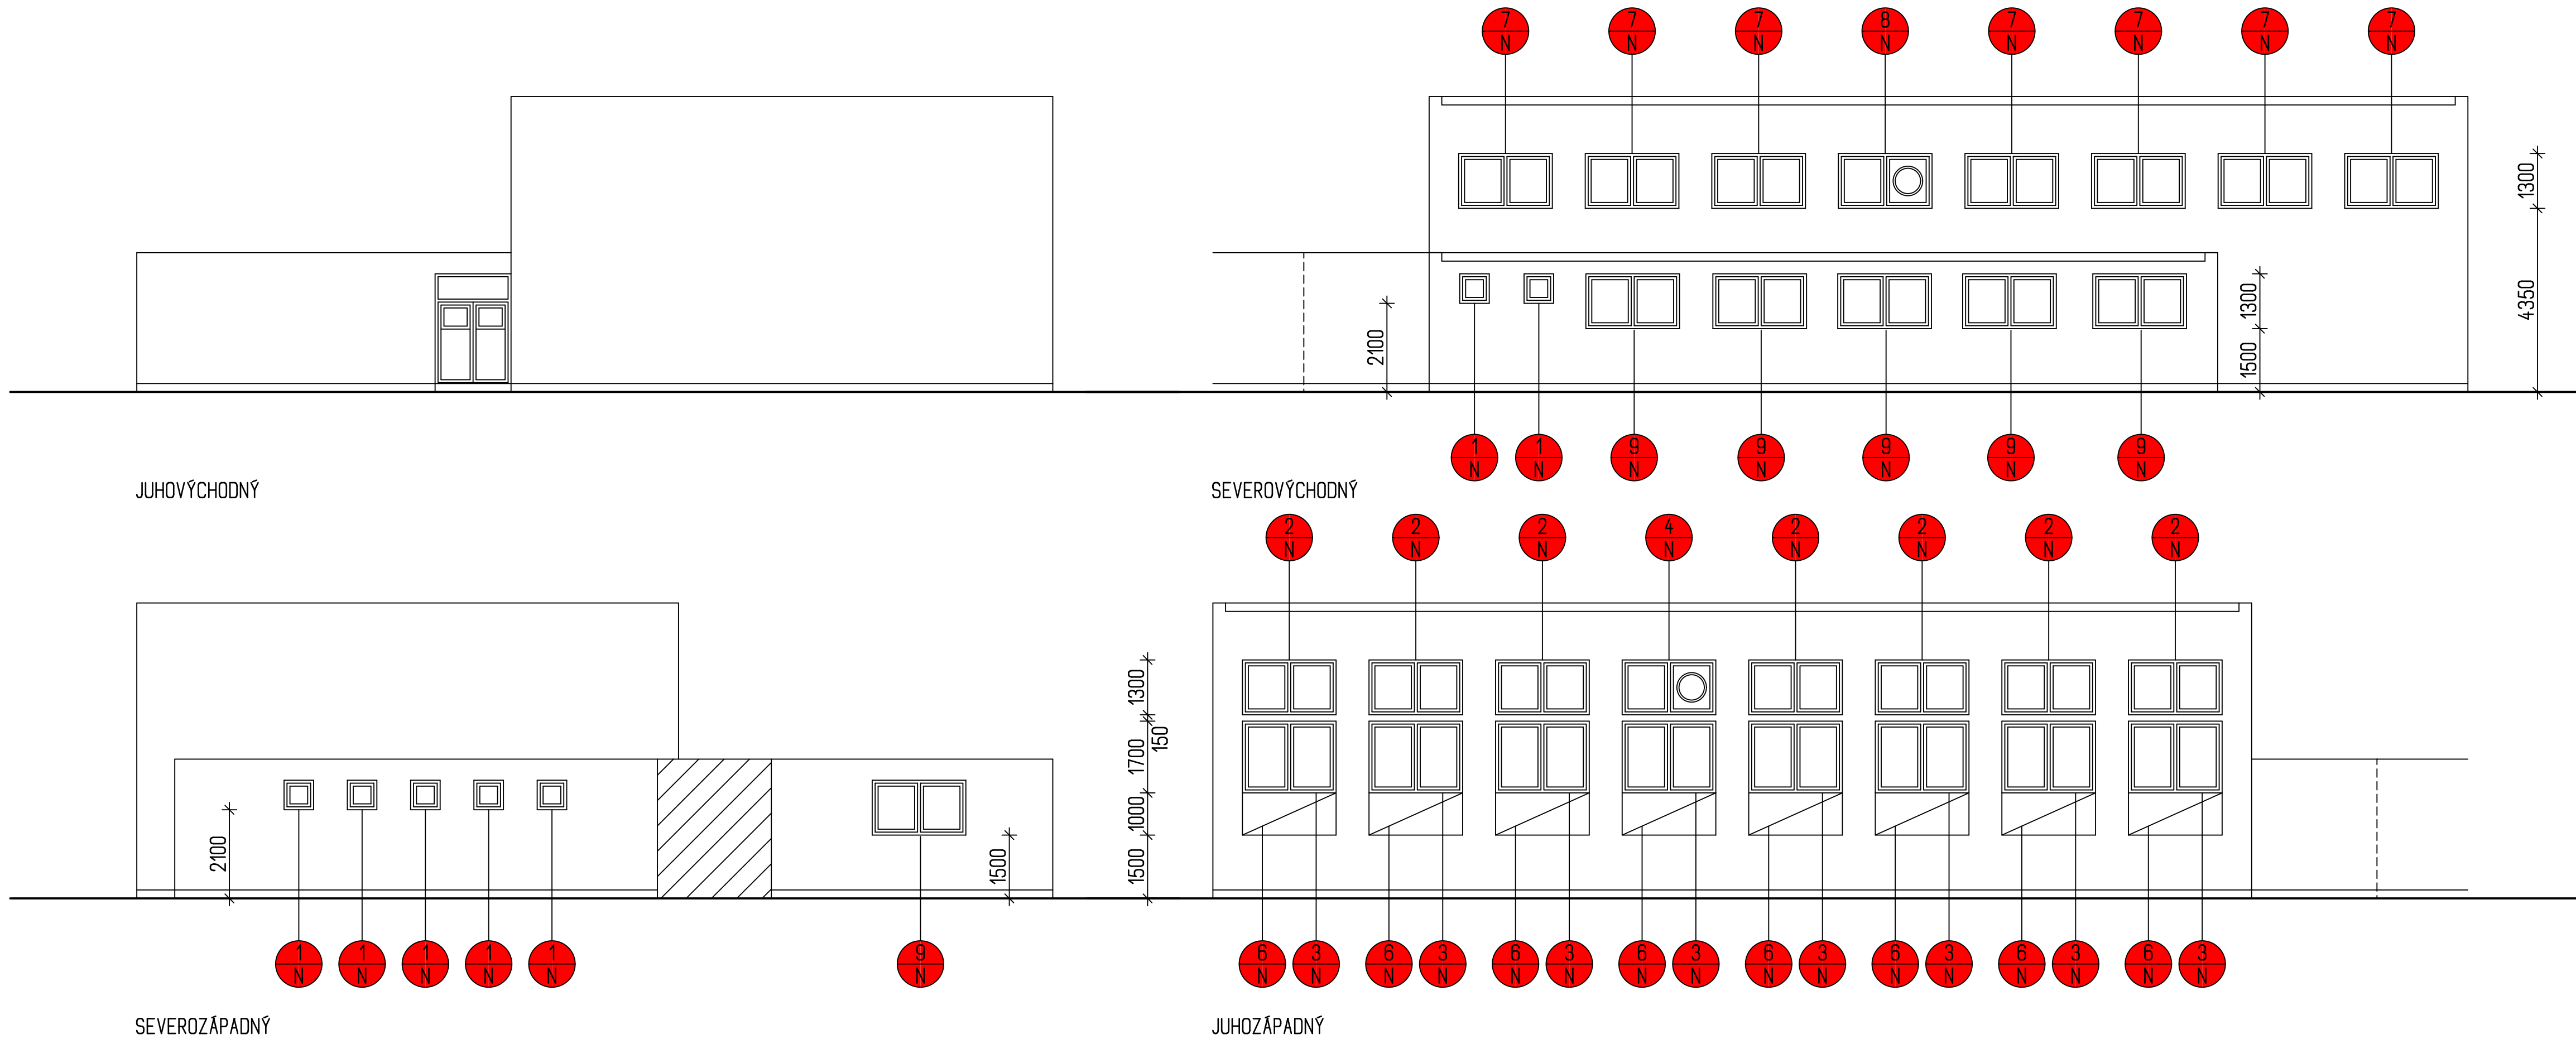 7 7 7 8 7 7 7 7
N N N N N N N N
1300
4350
2100
1300
1500
1 1 9 9 9 9 9
N N N N N N N
JUHOVÝCHODNÝ
SEVEROVÝCHODNÝ
2 2 2 4 2 2 2 2
N N N N N N N N
1300
150
1700
1000
1500
2100
1500
1 1 1 1 1 9
N N N N N N
6 3 6 3 6 3 6 3 6 3 6 3 6 3 6 3
N N N N N N N N N N N N N N N N
SEVEROZÁPADNÝ
JUHOZÁPADNÝ